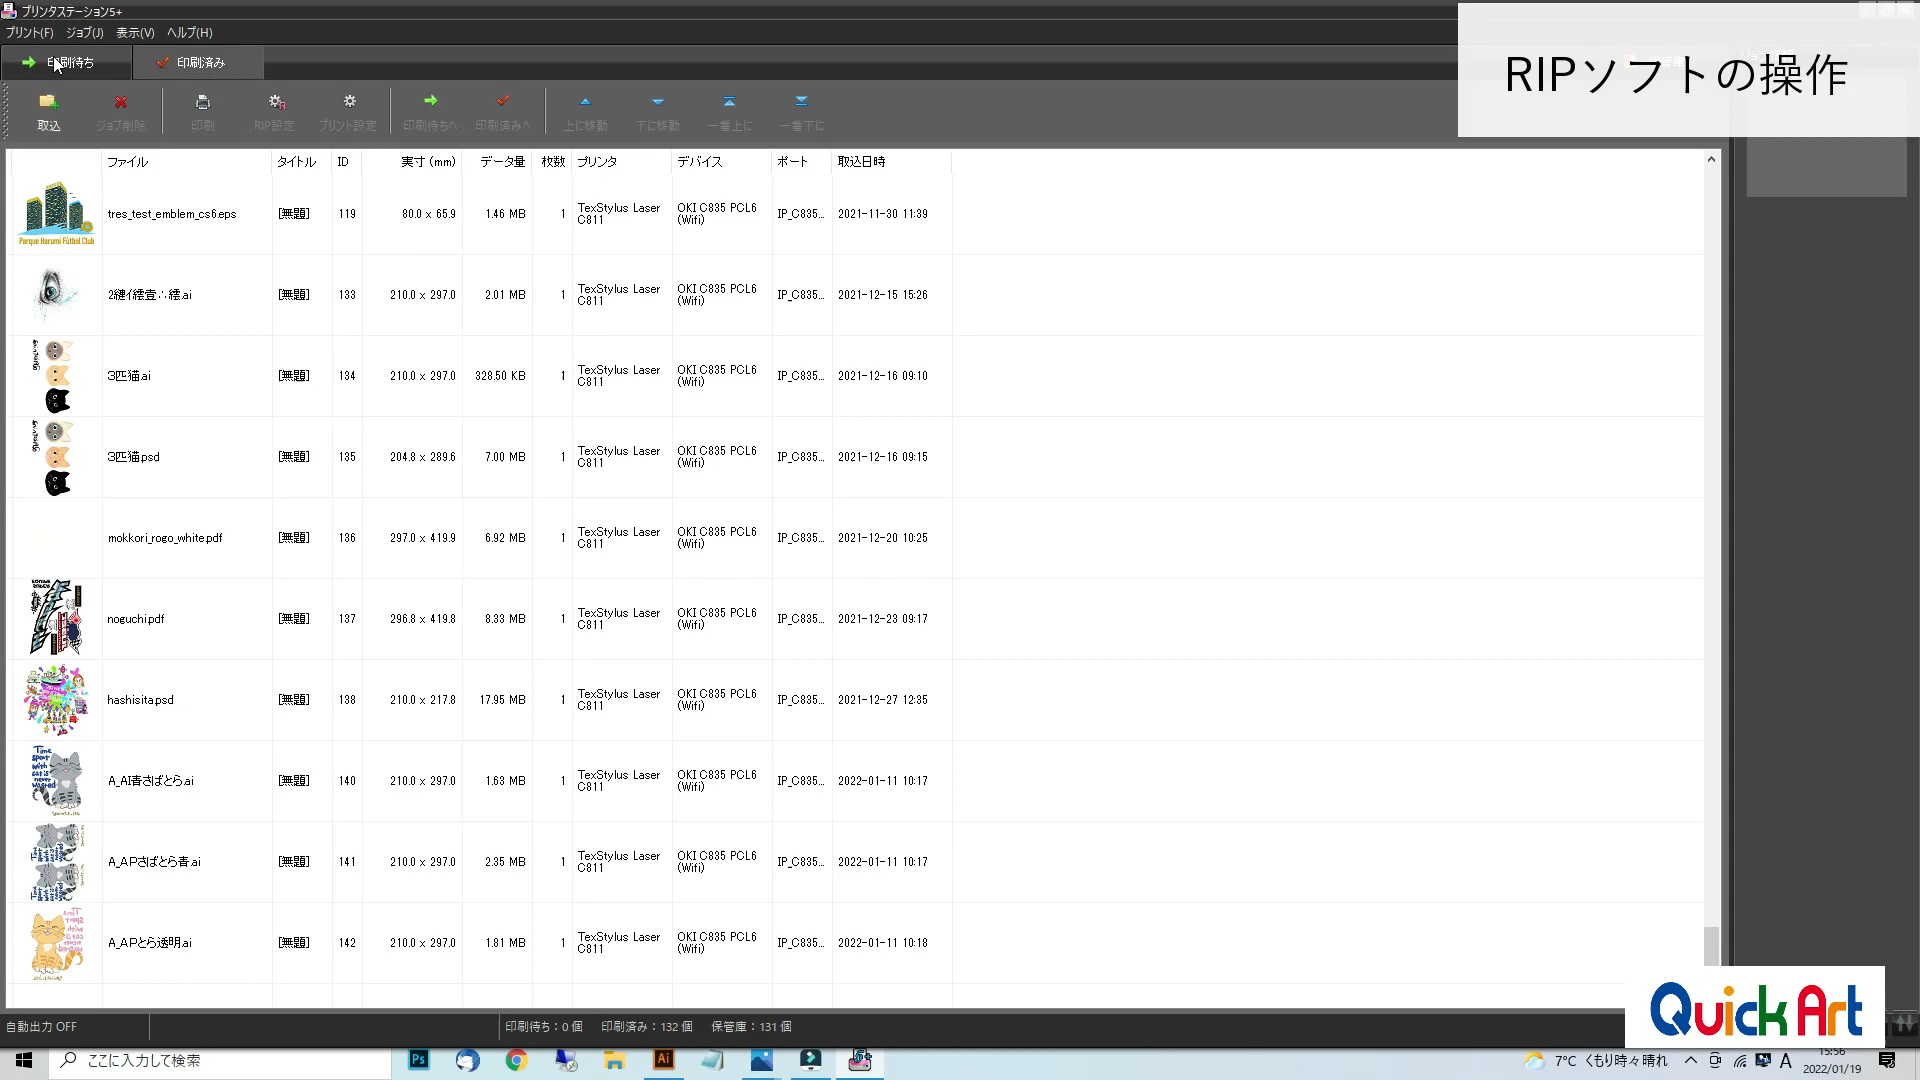 プリンタステーション5+
プリント(F) ジョブ(J) 表示(V) ヘルプ(H)
印刷待ち 印刷済み
RIPソフトの操作
取込 ジョブ削除 印刷 RIP設定 プリント設定 印刷待ちへ 印刷済みへ 上に移動 下に移動 一番上に 一番下に
ファイル タイトル ID 実寸 (mm) データ量 枚数 プリンタ デバイス ポート 取込日時
Parque Harumi Fútbol Club
tres_test_emblem_cs6.eps [無題] 119 80.0 x 65.9 1.46 MB 1 TexStylus Laser C811 OKI C835 PCL6 (Wifi) IP_C835... 2021-11-30 11:39
[無題] 133 210.0 x 297.0 2.01 MB 1 TexStylus Laser C811 OKI C835 PCL6 (Wifi) IP_C835... 2021-12-15 15:26
3匹猫.ai [無題] 134 210.0 x 297.0 328.50 KB 1 TexStylus Laser C811 OKI C835 PCL6 (Wifi) IP_C835... 2021-12-16 09:10
3匹猫.psd [無題] 135 204.8 x 289.6 7.00 MB 1 TexStylus Laser C811 OKI C835 PCL6 (Wifi) IP_C835... 2021-12-16 09:15
mokkori_rogo_white.pdf [無題] 136 297.0 x 419.9 6.92 MB 1 TexStylus Laser C811 OKI C835 PCL6 (Wifi) IP_C835... 2021-12-20 10:25
noguchi.pdf [無題] 137 296.8 x 419.8 8.33 MB 1 TexStylus Laser C811 OKI C835 PCL6 (Wifi) IP_C835... 2021-12-23 09:17
hashisita.psd [無題] 138 210.0 x 217.8 17.95 MB 1 TexStylus Laser C811 OKI C835 PCL6 (Wifi) IP_C835... 2021-12-27 12:35
Time spent with cat is never wasted
A_AI青さばとら.ai [無題] 140 210.0 x 297.0 1.63 MB 1 TexStylus Laser C811 OKI C835 PCL6 (Wifi) IP_C835... 2022-01-11 10:17
A_APさばとら青.ai [無題] 141 210.0 x 297.0 2.35 MB 1 TexStylus Laser C811 OKI C835 PCL6 (Wifi) IP_C835... 2022-01-11 10:17
A_APとら透明.ai [無題] 142 210.0 x 297.0 1.81 MB 1 TexStylus Laser C811 OKI C835 PCL6 (Wifi) IP_C835... 2022-01-11 10:18
自動出力 OFF 印刷待ち：0 個 印刷済み：132 個 保管庫：131 個
Quick Art
ここに入力して検索 Ps Ai 7°C くもり時々晴れ A 15:56
2022/01/19